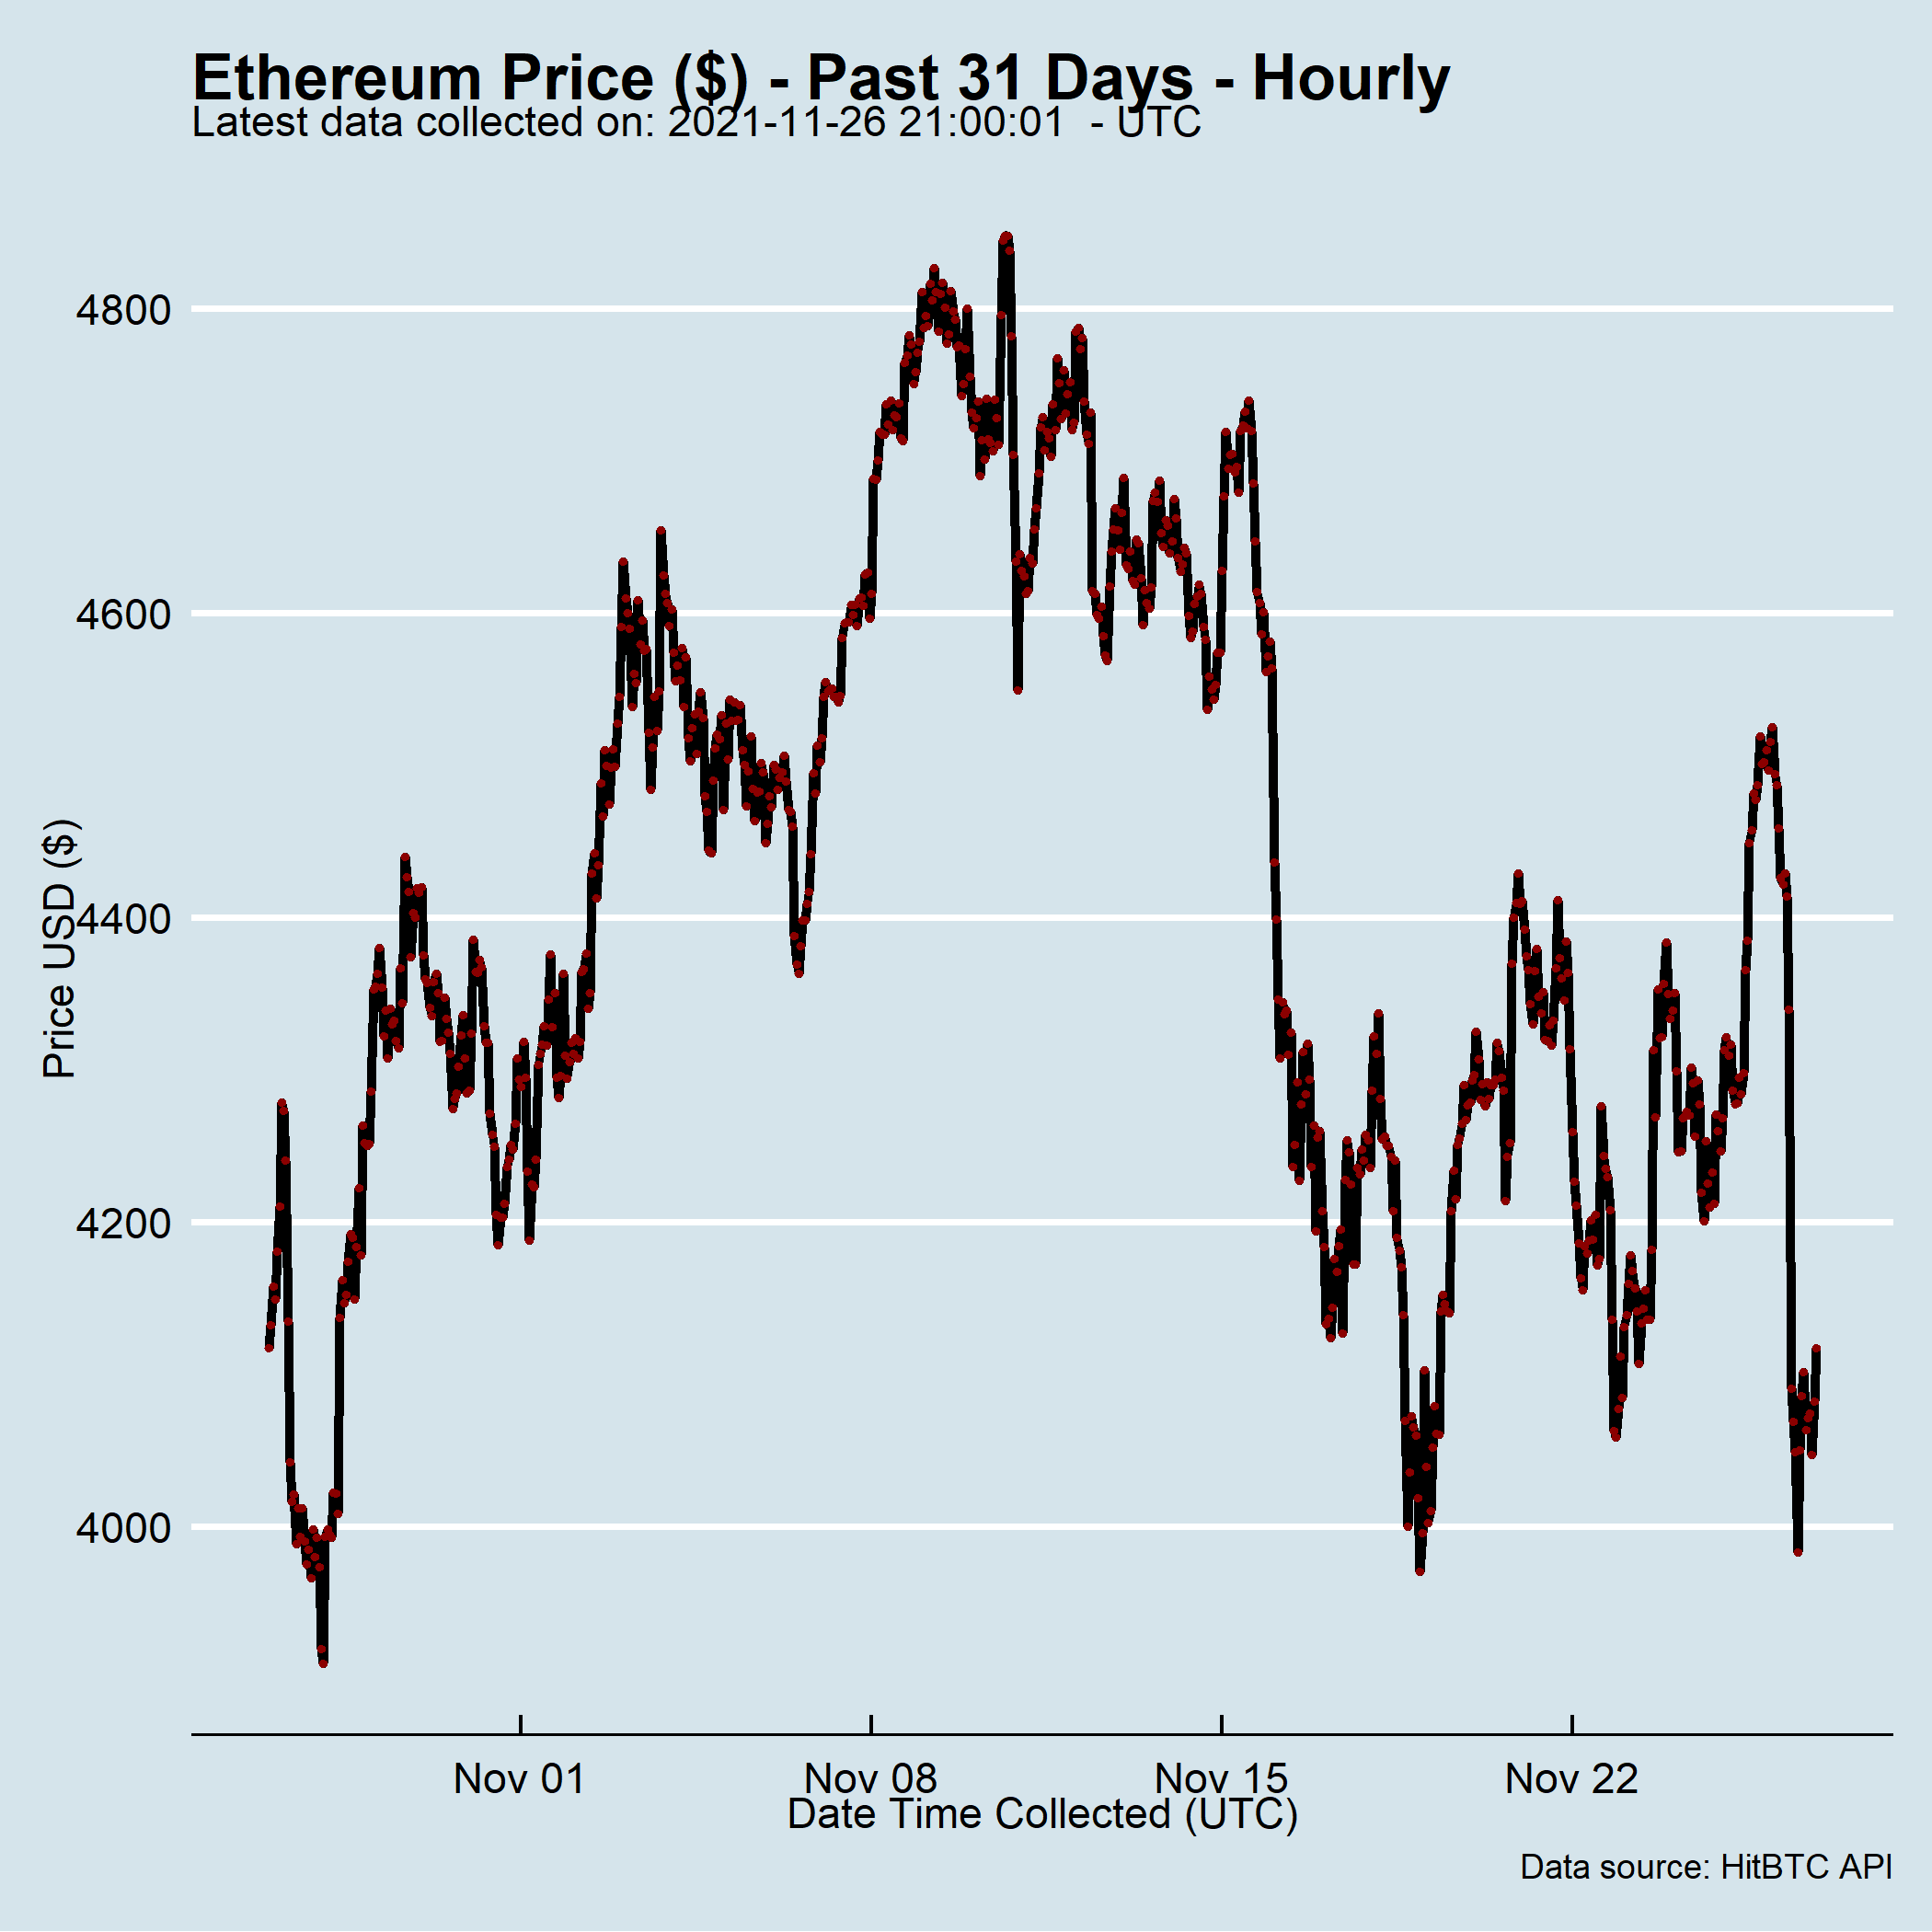 Ethereum Price ($) - Past 31 Days - Hourly
Latest data collected on: 2021-11-26 21:00:01  - UTC
Price USD ($)
4800
4600
4400
4200
4000
Nov 01 Nov 08 Nov 15 Nov 22
Date Time Collected (UTC)
Data source: HitBTC API